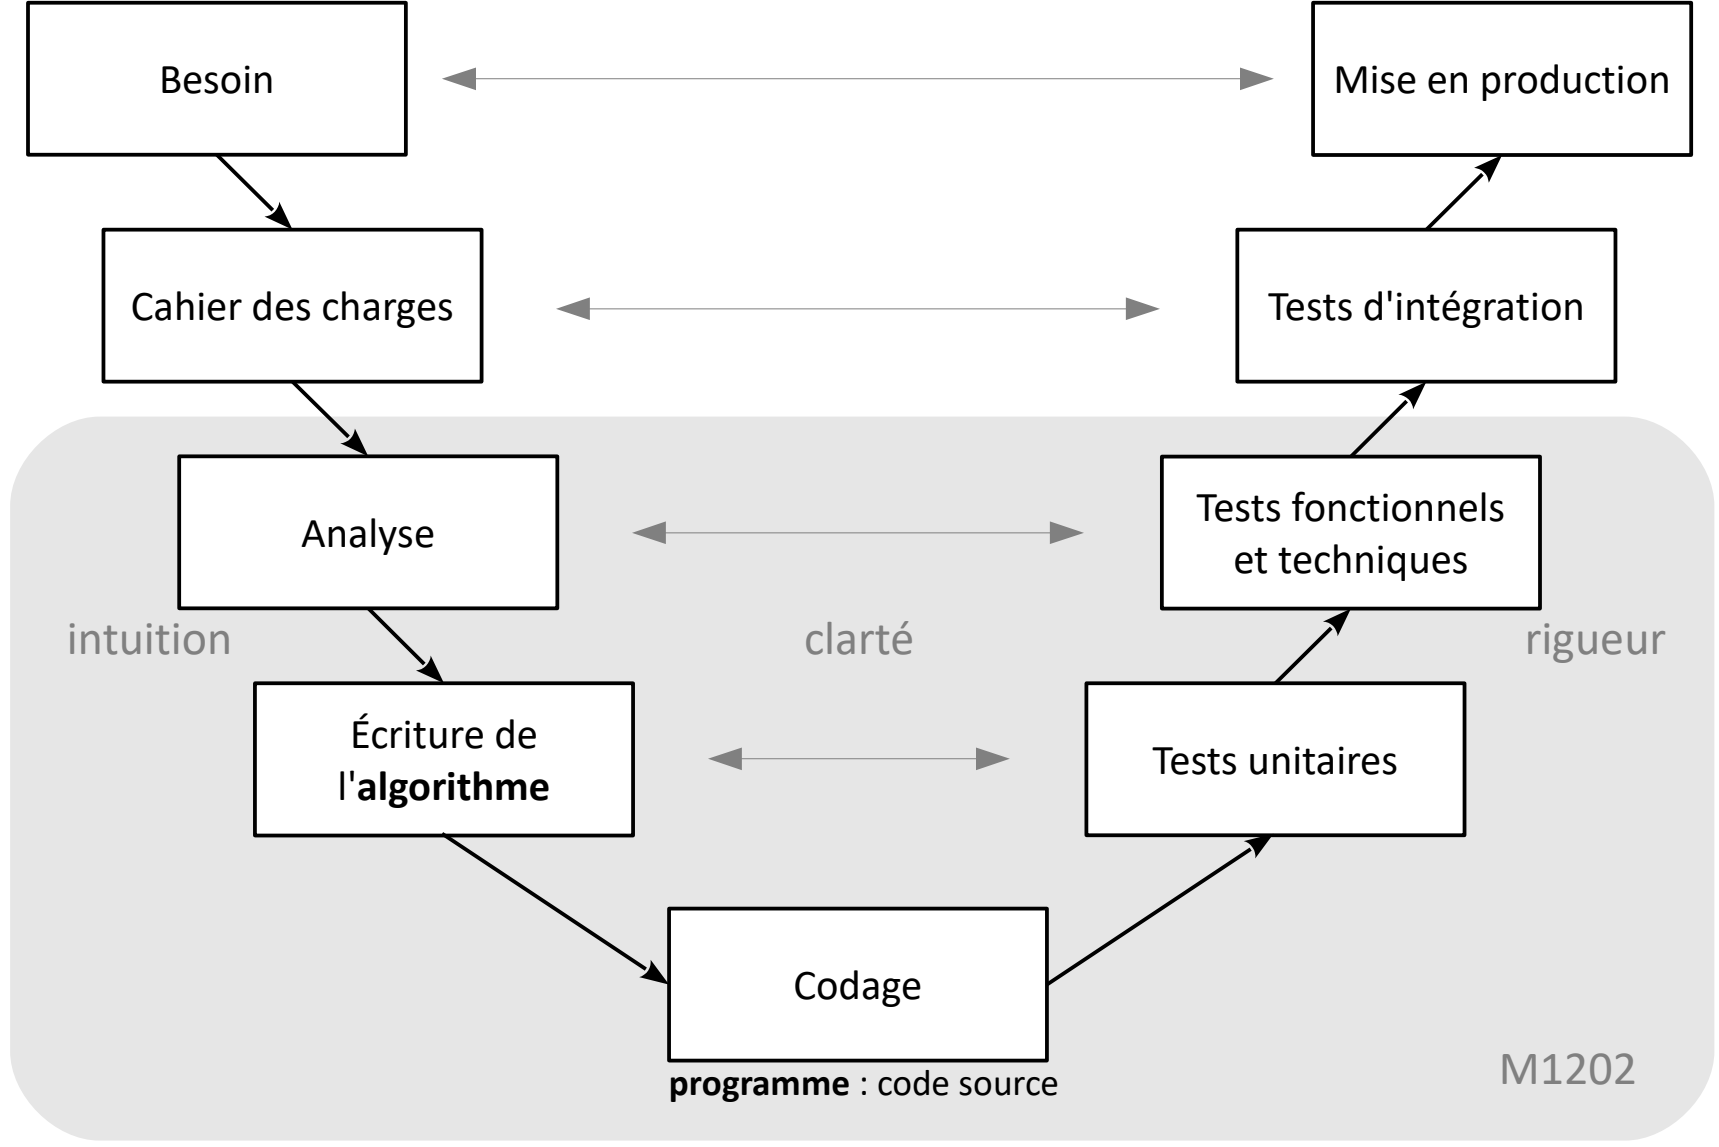 Besoin
Mise en production
Cahier des charges
Tests d'intégration
Analyse
Tests fonctionnels
et techniques
intuition
clarté
rigueur
Écriture de
l'algorithme
Tests unitaires
Codage
programme : code source
M1202